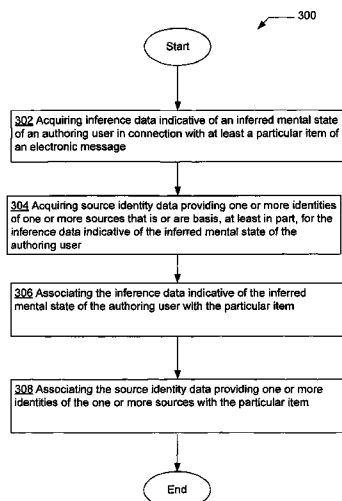 300
Start
302 Acquiring inference data indicative of an inferred mental state
of an authoring user in connection with at least a particular item of
an electronic message
304 Acquiring source identity data providing one or more identities
of one or more sources that is or are basis, at least in part, for the
inference data indicative of the inferred mental state of the
authoring user
306 Associating the inference data indicative of the inferred
mental state of the authoring user with the particular item
308 Associating the source identity data providing one or more
identities of the one or more sources with the particular item
End